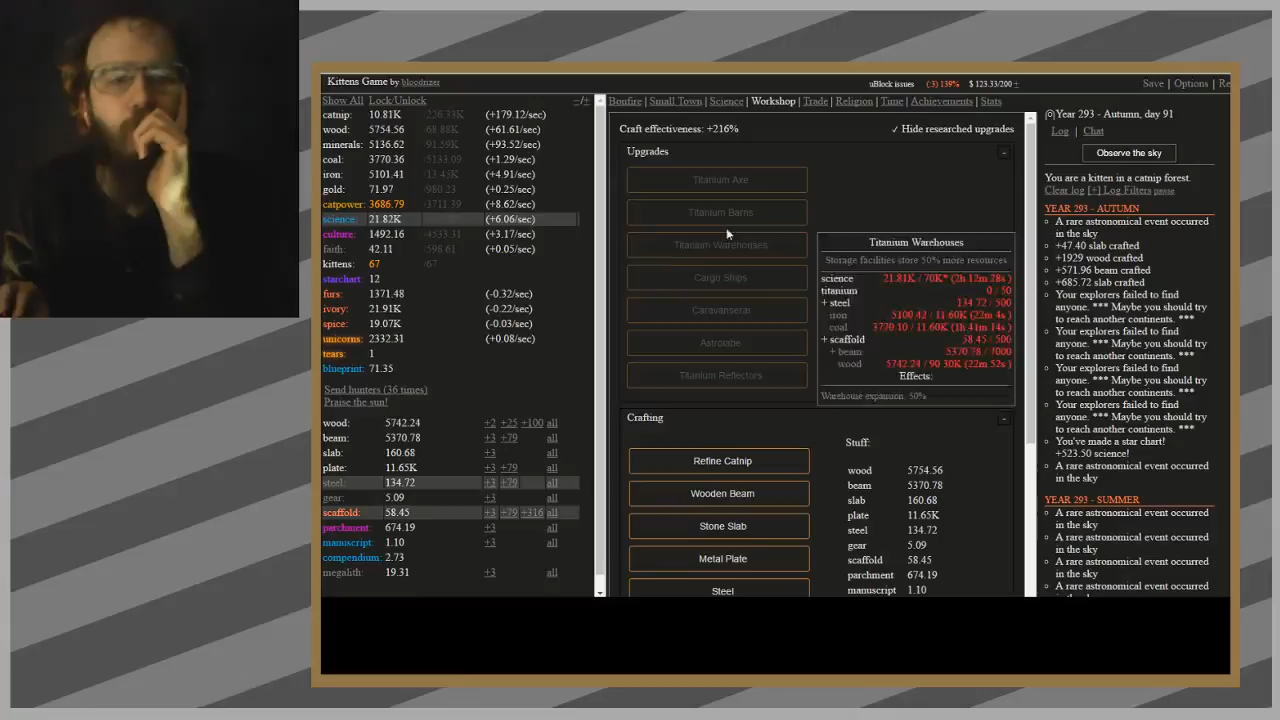 Kittens Game by bloodrizer
uBlock issues (:3) 139% $ 123.33/200 ±
Save | Options | Re
Show All Lock/Unlock
−/+
catnip: 10.81K 226.33K (+179.12/sec)
wood: 5754.56 68.88K (+61.61/sec)
minerals: 5136.62 91.59K (+93.52/sec)
coal: 3770.36 5133.09 (+1.29/sec)
iron: 5101.41 13.45K (+4.91/sec)
gold: 71.97 980.23 (+0.25/sec)
catpower: 3686.79 3711.39 (+8.62/sec)
science: 21.82K (+6.06/sec)
culture: 1492.16 4533.31 (+3.17/sec)
faith: 42.11 598.61 (+0.05/sec)
kittens: 67 67
starchart: 12
furs: 1371.48 (-0.32/sec)
ivory: 21.91K (-0.22/sec)
spice: 19.07K (-0.03/sec)
unicorns: 2332.31 (+0.08/sec)
tears: 1
blueprint: 71.35
Send hunters (36 times)
Praise the sun!
wood: 5742.24 +2 +25 +100 all
beam: 5370.78 +3 +79 all
slab: 160.68 +3 all
plate: 11.65K +3 +79 all
steel: 134.72 +3 +79 all
gear: 5.09 +3 all
scaffold: 58.45 +3 +79 +316 all
parchment: 674.19 +3 all
manuscript: 1.10 +3 all
compendium: 2.73
megalith: 19.31 +3 all
Bonfire | Small Town | Science | Workshop | Trade | Religion | Time | Achievements | Stats
Craft effectiveness: +216%
✓ Hide researched upgrades
Upgrades
-
Titanium Axe
Titanium Barns
Titanium Warehouses
Cargo Ships
Caravanserai
Astrolabe
Titanium Reflectors
Titanium Warehouses
Storage facilities store 50% more resources
science 21.81K / 70K* (2h 12m 28s )
titanium 0 / 50
+ steel 134.72 / 500
iron 5100.42 / 11.60K (22m 4s )
coal 3770.10 / 11.60K (1h 41m 14s )
+ scaffold 58.45 / 500
+ beam 5370.78 / 7000
wood 5742.24 / 90.30K (22m 52s )
Effects:
Warehouse expansion: 50%
Crafting
-
Refine Catnip
Wooden Beam
Stone Slab
Metal Plate
Steel
Stuff:
wood 5754.56
beam 5370.78
slab 160.68
plate 11.65K
steel 134.72
gear 5.09
scaffold 58.45
parchment 674.19
manuscript 1.10
Year 293 - Autumn, day 91
Log | Chat
Observe the sky
You are a kitten in a catnip forest.
Clear log [+] Log Filters pause
YEAR 293 - AUTUMN
A rare astronomical event occurred
in the sky
+47.40 slab crafted
+1929 wood crafted
+571.96 beam crafted
+685.72 slab crafted
Your explorers failed to find
anyone. *** Maybe you should try
to reach another continents. ***
Your explorers failed to find
anyone. *** Maybe you should try
to reach another continents. ***
Your explorers failed to find
anyone. *** Maybe you should try
to reach another continents. ***
Your explorers failed to find
anyone. *** Maybe you should try
to reach another continents. ***
You've made a star chart!
+523.50 science!
A rare astronomical event occurred
in the sky
YEAR 293 - SUMMER
A rare astronomical event occurred
in the sky
A rare astronomical event occurred
in the sky
A rare astronomical event occurred
in the sky
A rare astronomical event occurred